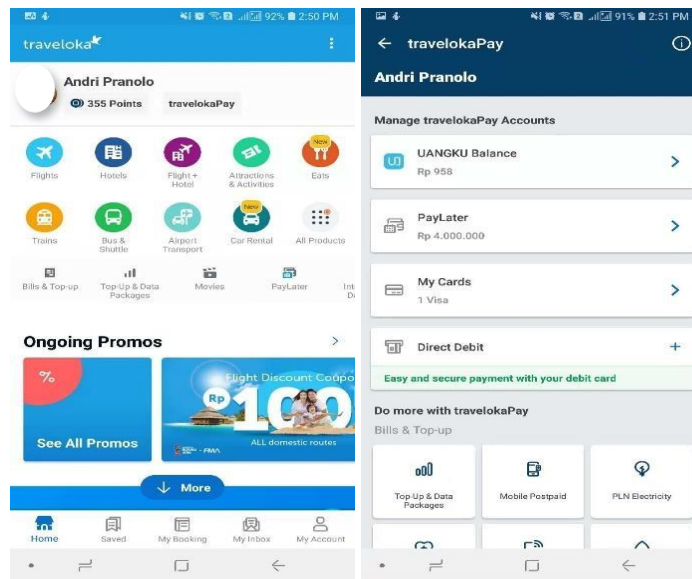 92% 2:50 PM
traveloka
Andri Pranolo
355 Points travelokaPay
New
Flights Hotels Flight + Hotel Attractions & Activities Eats
New
Trains Bus & Shuttle Airport Transport Car Rental All Products
Bills & Top-up Top-Up & Data Packages Movies PayLater
Ongoing Promos
%
See All Promos
Flight Discount Coupo
Rp 100
ALL domestic routes
More
Home Saved My Booking My Inbox My Account
91% 2:51 PM
travelokaPay
Andri Pranolo
Manage travelokaPay Accounts
UANGKU Balance
Rp 958
PayLater
Rp 4.000.000
My Cards
1 Visa
Direct Debit
Easy and secure payment with your debit card
Do more with travelokaPay
Bills & Top-up
Top Up & Data Packages
Mobile Postpaid
PLN Electricity